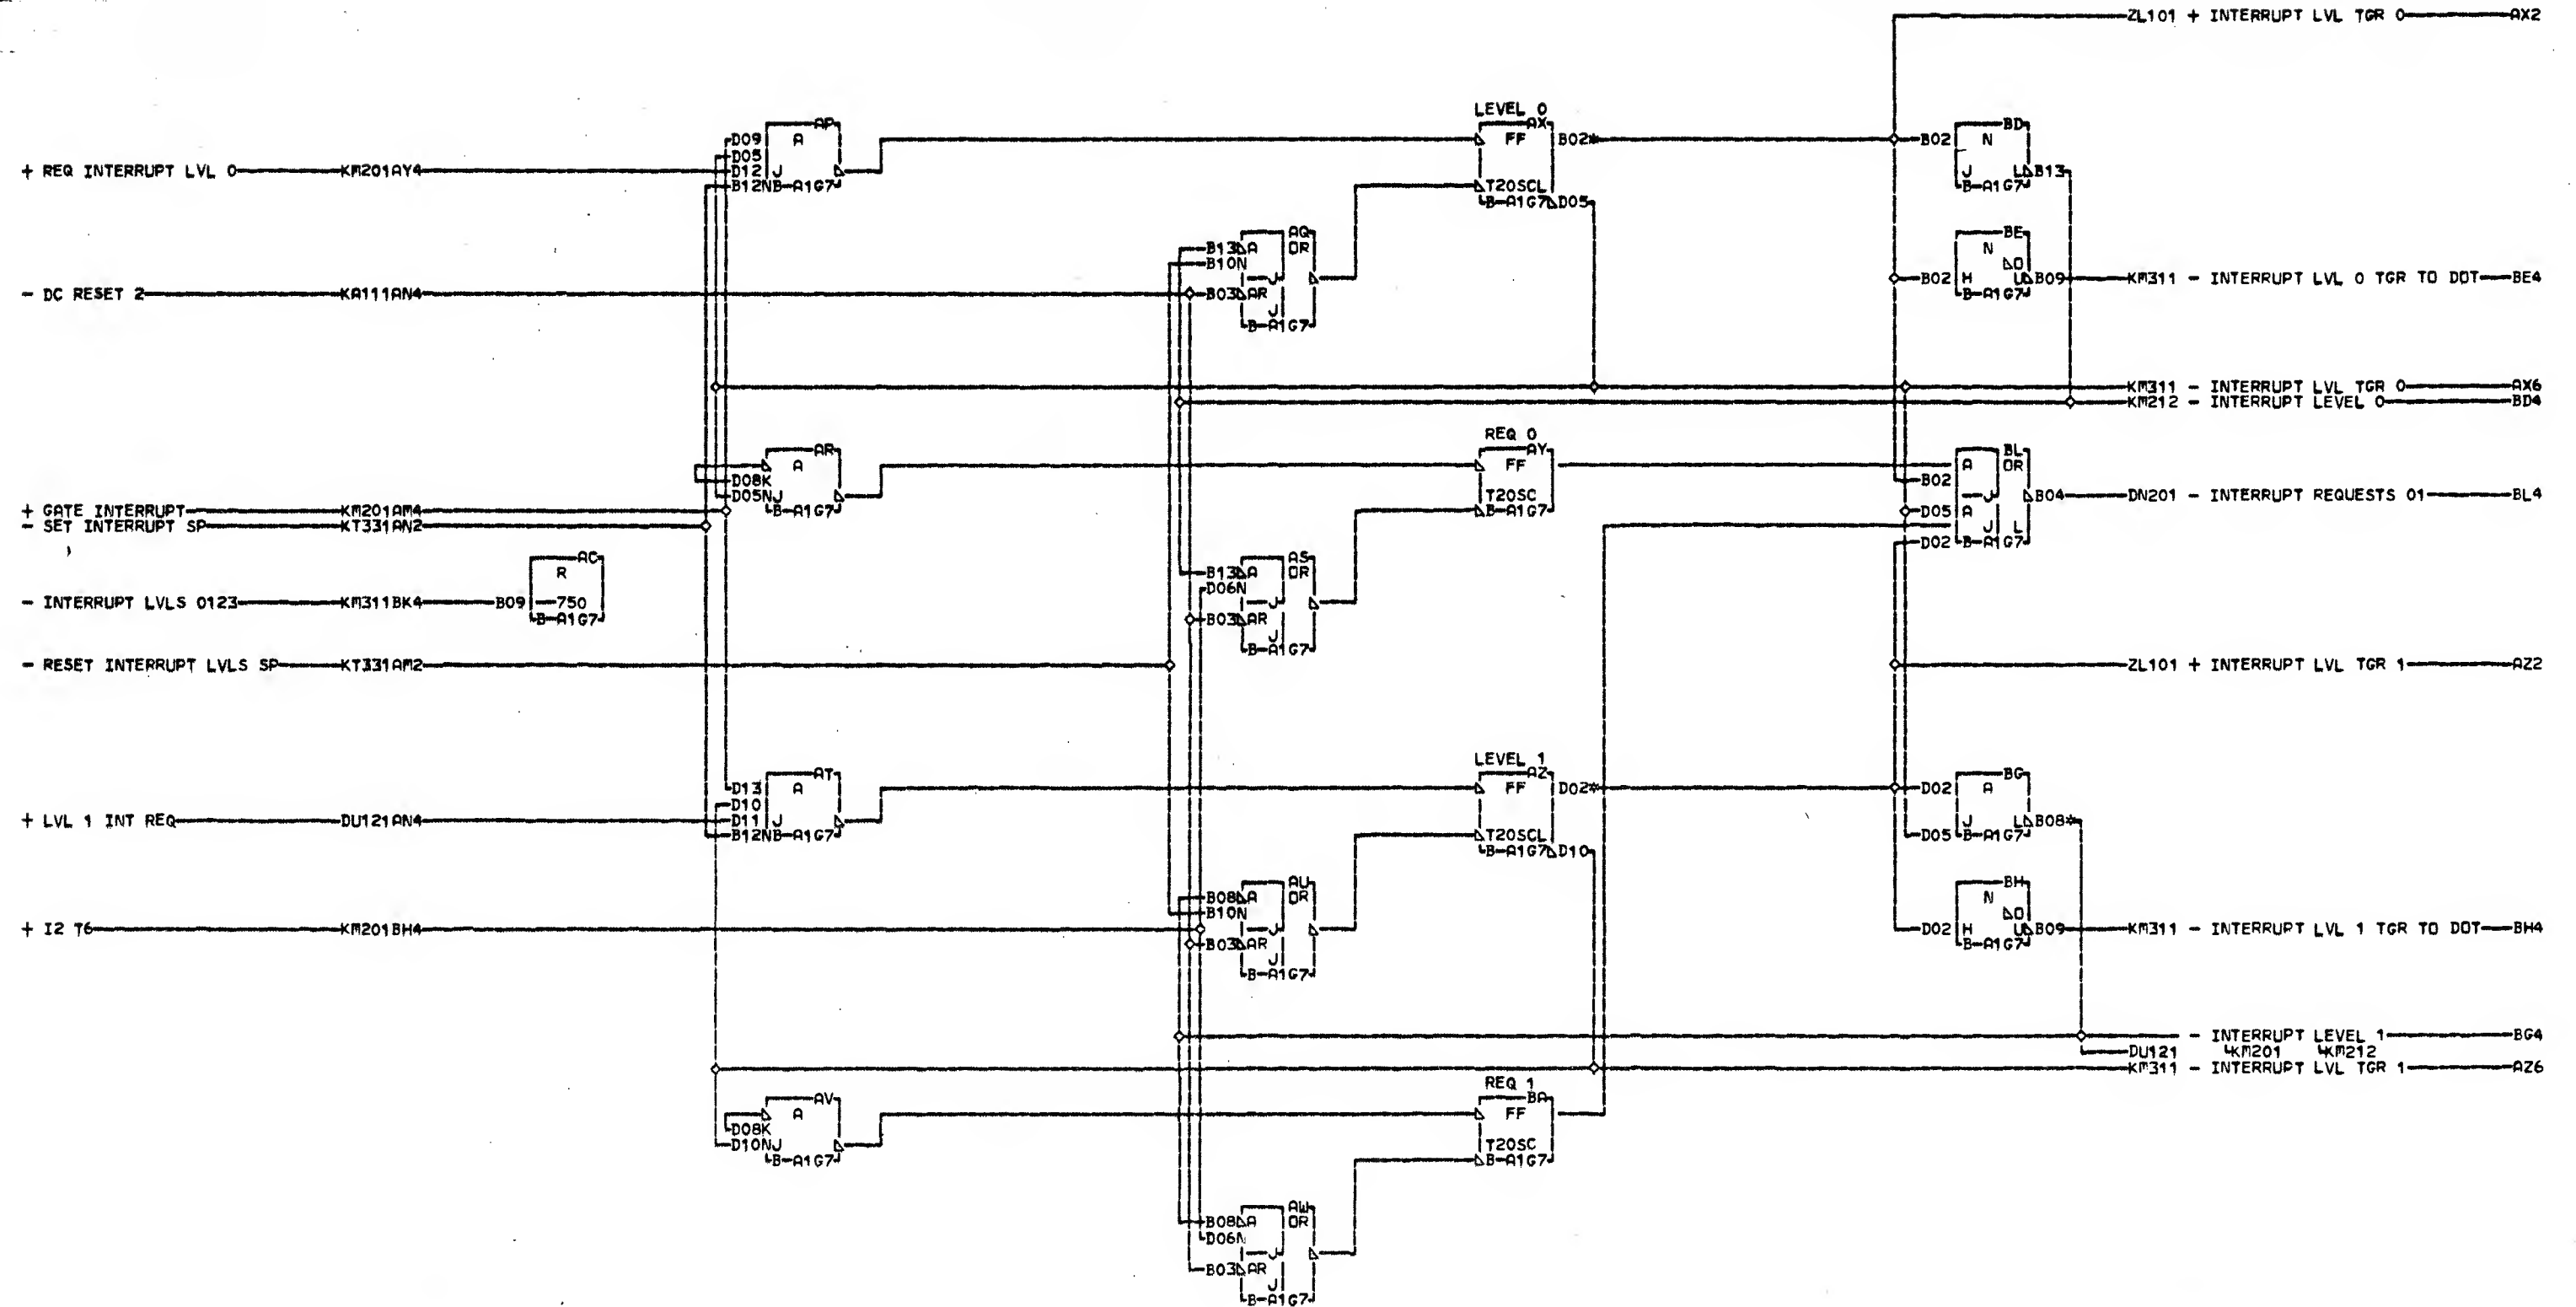 ZL101 + INTERRUPT LVL TGR 0 AX2
LEVEL 0
AP
D09 A
D05
D12 J
B12NB-A1G7
+ REQ INTERRUPT LVL 0 KM201AY4
AX
FF B02*
T20SCL
B-A1G7 D05
BD
B02 N
J L B13
B-A1G7
AQ
B13 A OR
B10N
J
B03 AR
J
B-A1G7
BE
N
O
B02 H B09
B-A1G7
KM311 - INTERRUPT LVL 0 TGR TO DOT BE4
- DC RESET 2 KA111AN4
KM311 - INTERRUPT LVL TGR 0 AX6
KM212 - INTERRUPT LEVEL 0 BD4
REQ 0
AR
A
D08K
D05NJ
B-A1G7
AY
FF
T20SC
B-A1G7
BL
A OR
B02
J
B04 DN201 - INTERRUPT REQUESTS 01 BL4
D05 A
J L
D02 B-A1G7
+ GATE INTERRUPT KM201AM4
- SET INTERRUPT SP KT331AN2
AC
R
- INTERRUPT LVLS 0123 KM311BK4 B09 750
B-A1G7
AS
B13 A OR
D06N
J
B03 AR
J
B-A1G7
- RESET INTERRUPT LVLS SP KT331AM2
ZL101 + INTERRUPT LVL TGR 1 AZ2
LEVEL 1
AT
D13 A
D10
D11 J
B12NB-A1G7
+ LVL 1 INT REQ DU121AN4
AZ
FF D02*
T20SCL
B-A1G7 D10
BG
D02 A
J L B08*
D05 B-A1G7
AU
B08 A OR
B10N
J
B03 AR
J
B-A1G7
BH
N
O
D02 H B09
B-A1G7
KM311 - INTERRUPT LVL 1 TGR TO DOT BH4
+ I2 T6 KM201BH4
- INTERRUPT LEVEL 1 BG4
DU121 KM201 KM212
KM311 - INTERRUPT LVL TGR 1 AZ6
REQ 1
AV
A
D08K
D10NJ
B-A1G7
BA
FF
T20SC
B-A1G7
AW
B08 A OR
D06N
J
B03 AR
J
B-A1G7